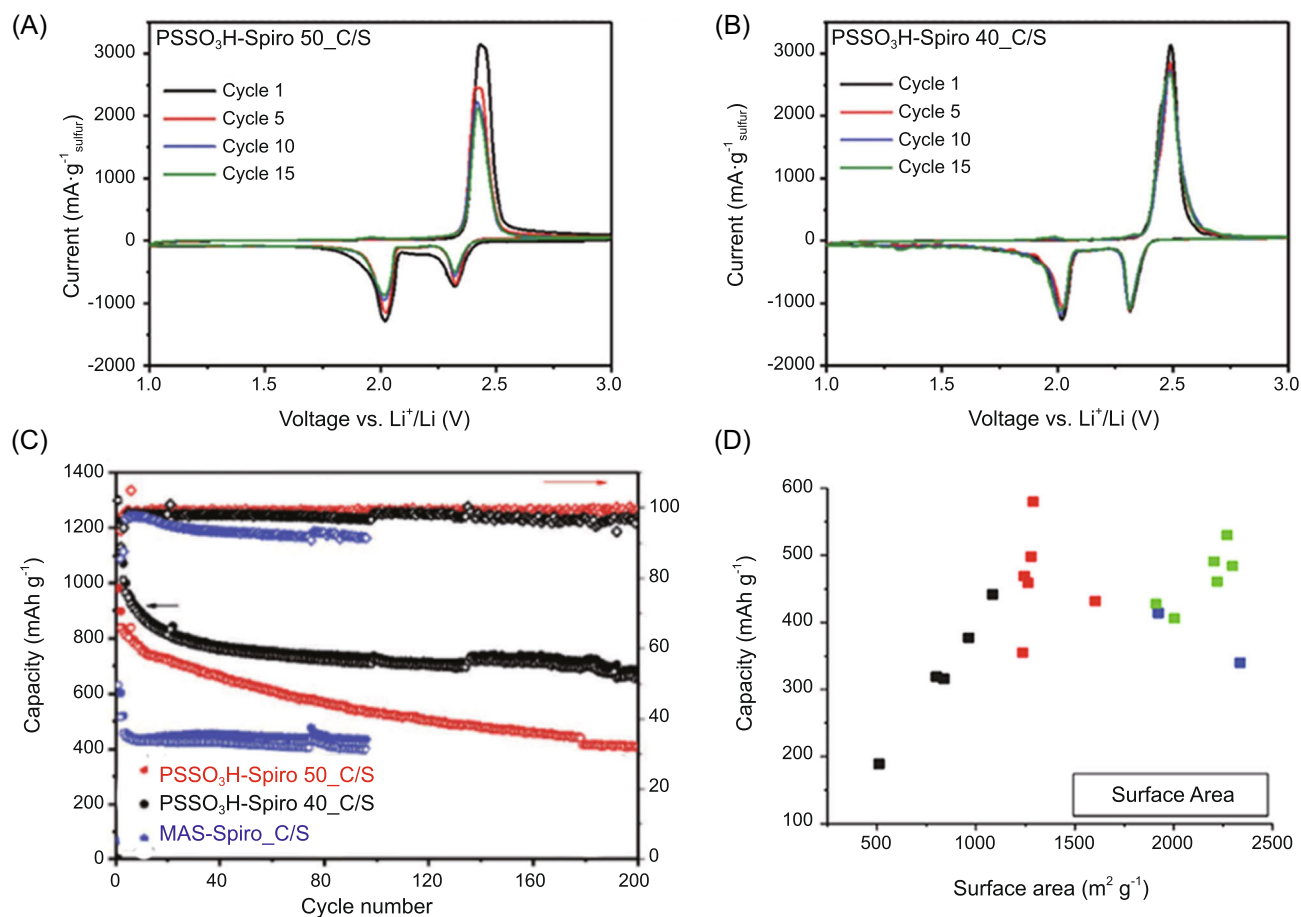 (A)
PSSO₃H-Spiro 50_C/S
Cycle 1
Cycle 5
Cycle 10
Cycle 15
3000
2000
1000
0
-1000
-2000
Current (mA·g⁻¹sulfur)
1.0 1.5 2.0 2.5 3.0
Voltage vs. Li⁺/Li (V)
(B)
PSSO₃H-Spiro 40_C/S
Cycle 1
Cycle 5
Cycle 10
Cycle 15
3000
2000
1000
0
-1000
-2000
Current (mA·g⁻¹sulfur)
1.0 1.5 2.0 2.5 3.0
Voltage vs. Li⁺/Li (V)
(C)
1400
1200
1000
800
600
400
200
0
Capacity (mAh g⁻¹)
100
80
60
40
20
0
PSSO₃H-Spiro 50_C/S
PSSO₃H-Spiro 40_C/S
MAS-Spiro_C/S
0 40 80 120 160 200
Cycle number
(D)
600
500
400
300
200
100
Capacity (mAh g⁻¹)
Surface Area
500 1000 1500 2000 2500
Surface area (m² g⁻¹)